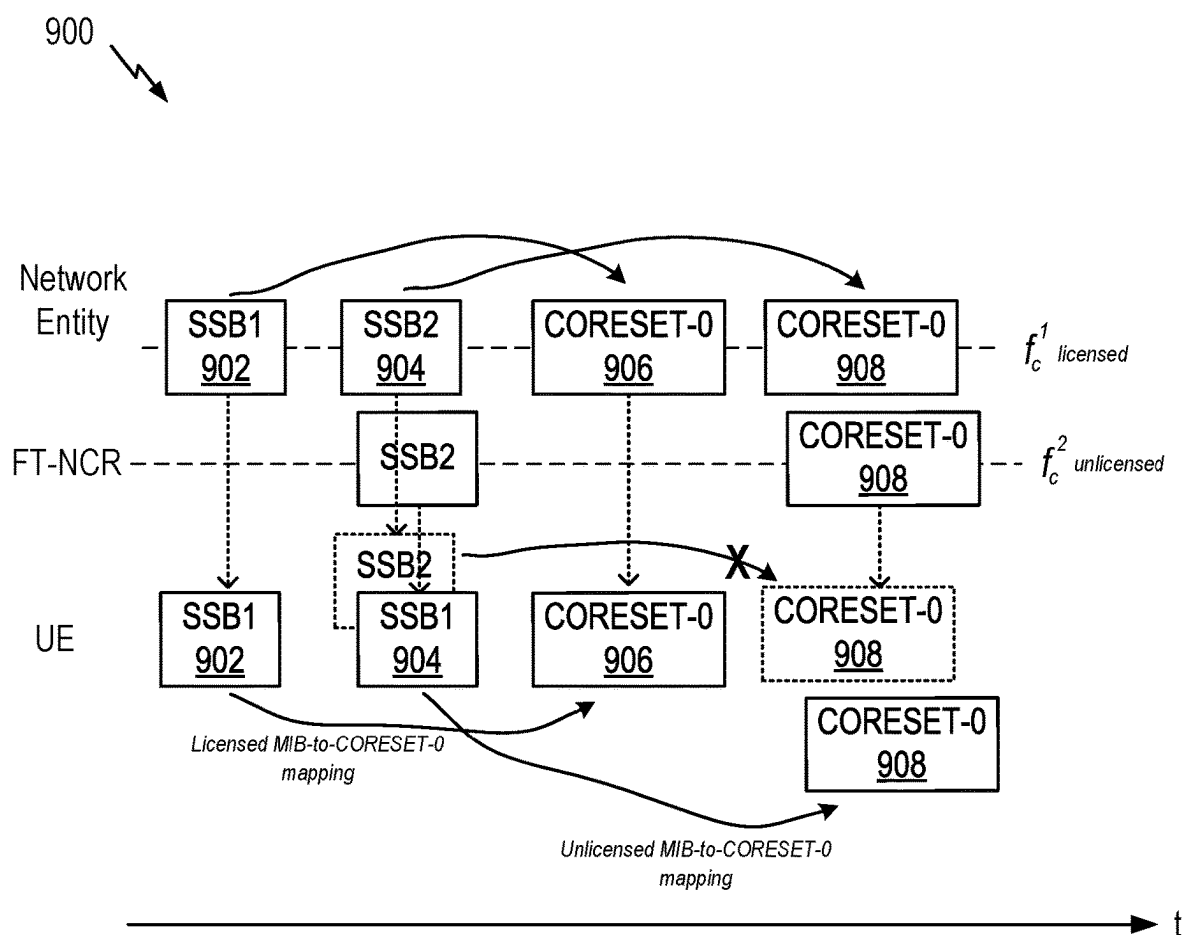 900
Network
Entity
SSB1
902
SSB2
904
CORESET-0
906
CORESET-0
908
f_c^1 licensed
FT-NCR
SSB2
CORESET-0
908
f_c^2 unlicensed
SSB2
UE
SSB1
902
SSB1
904
CORESET-0
906
CORESET-0
908
CORESET-0
908
Licensed MIB-to-CORESET-0
mapping
X
Unlicensed MIB-to-CORESET-0
mapping
t